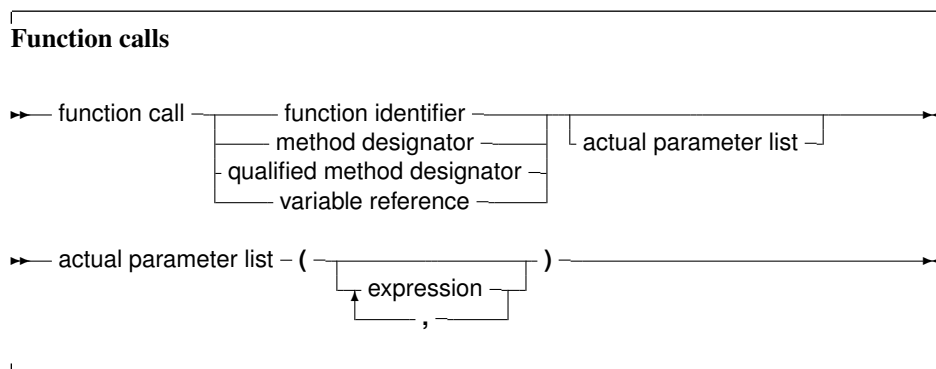 Function calls
function call function identifier
method designator actual parameter list
qualified method designator
variable reference
actual parameter list ( )
expression
,